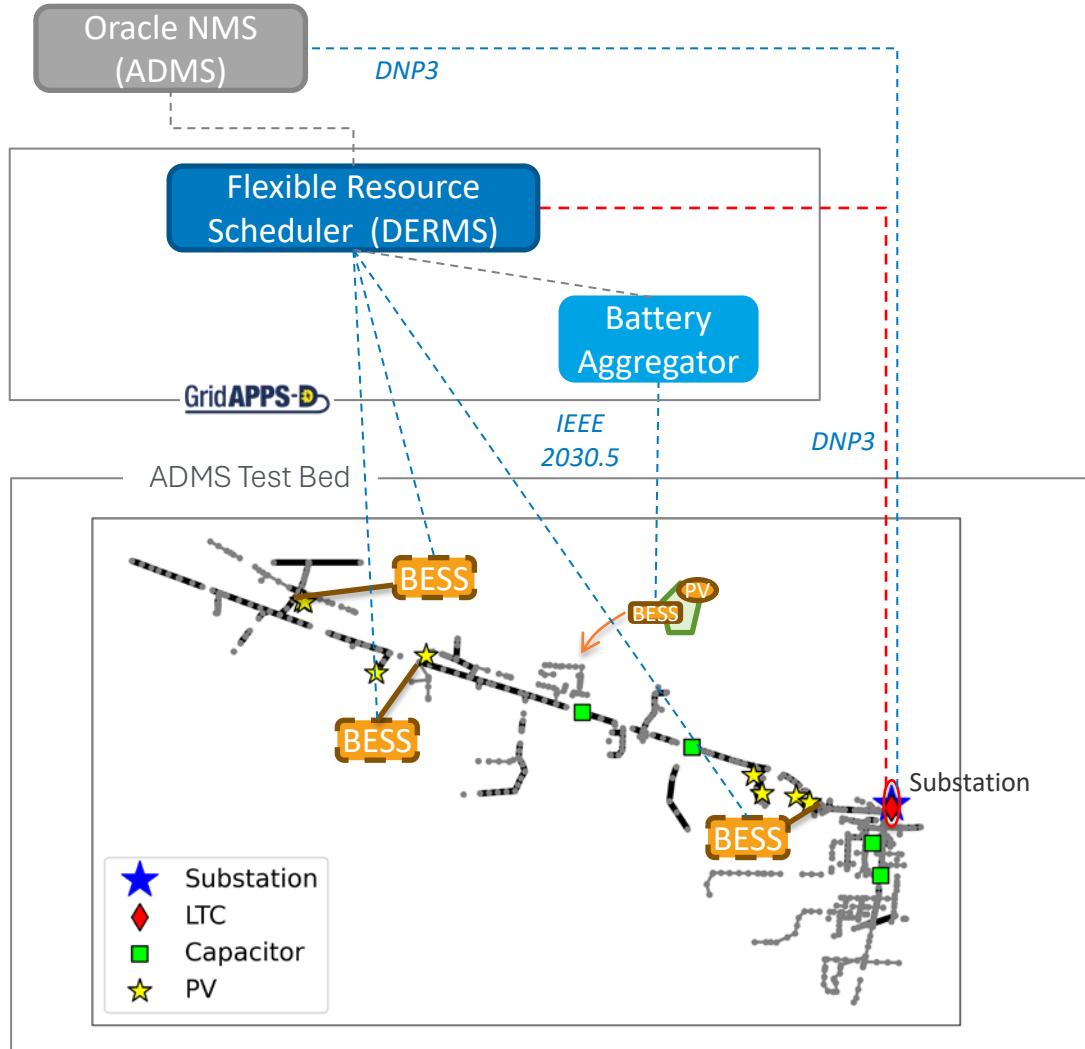 Oracle NMS
(ADMS)
DNP3
Flexible Resource
Scheduler (DERMS)
Battery
Aggregator
GridAPPS-D
IEEE
2030.5
DNP3
ADMS Test Bed
BESS
PV
BESS
BESS
Substation
BESS
Substation
LTC
Capacitor
PV